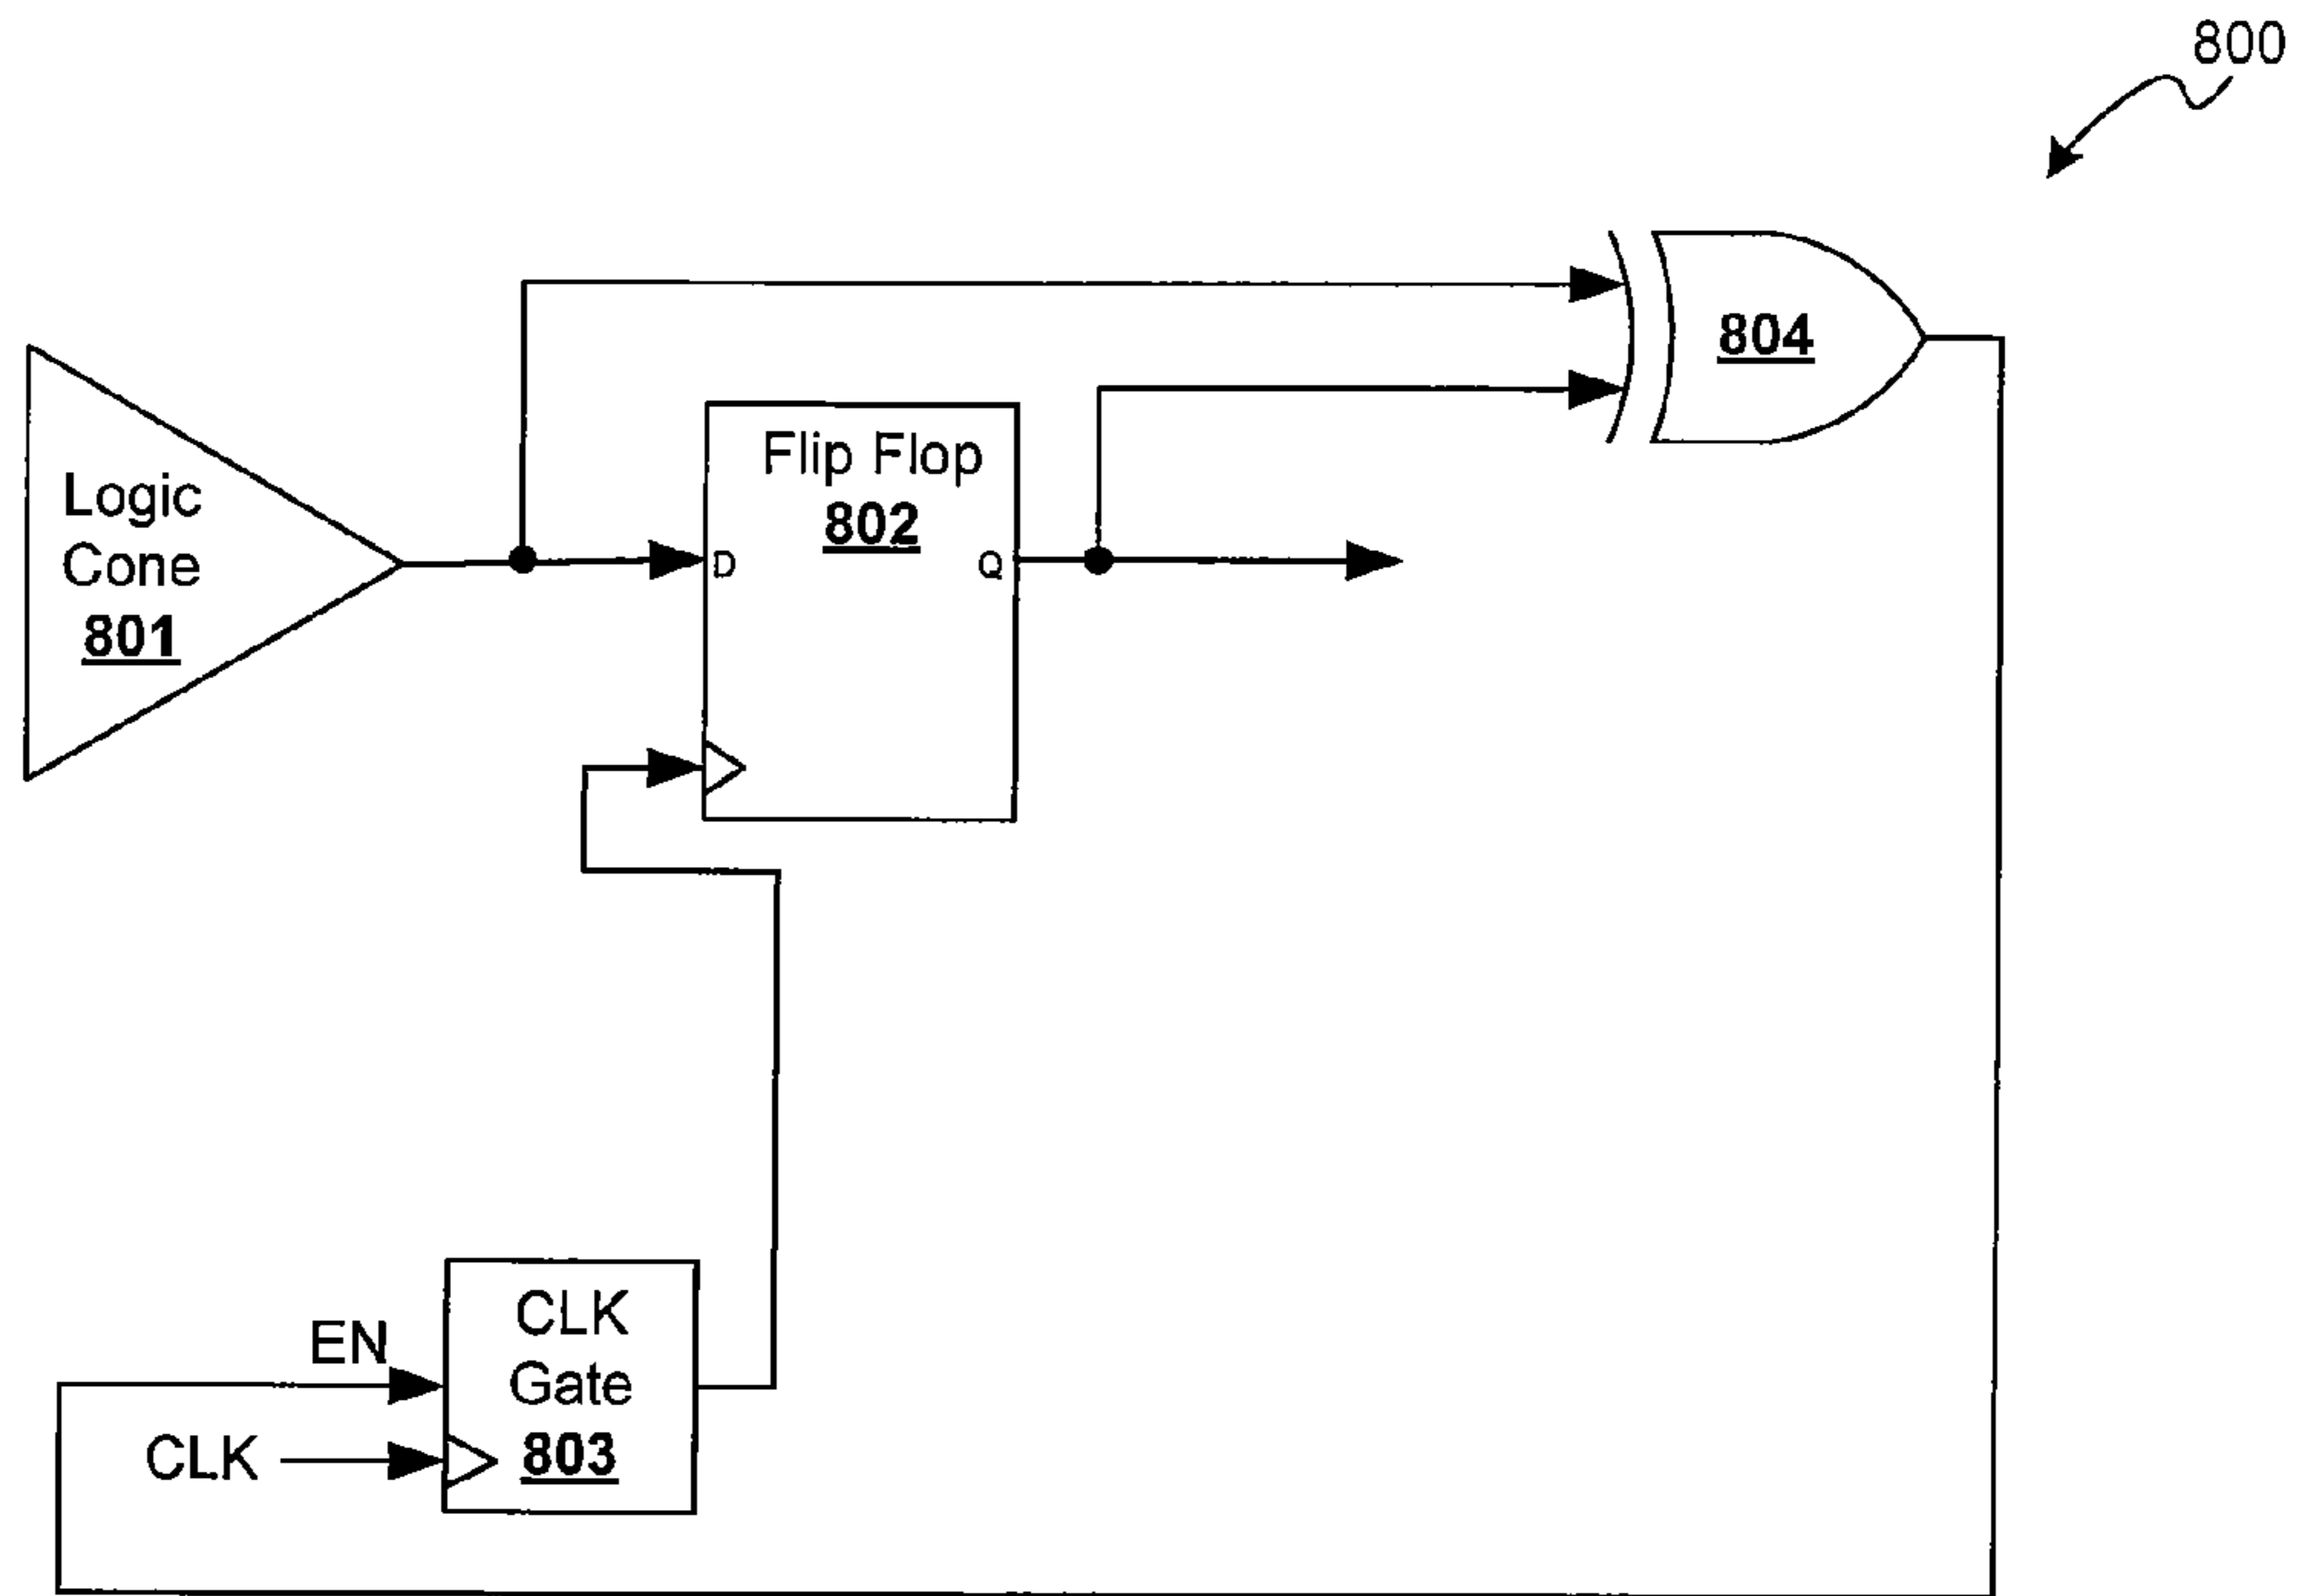 800
804
Flip Flop
802
D
Q
Logic
Cone
801
CLK
Gate
803
EN
CLK